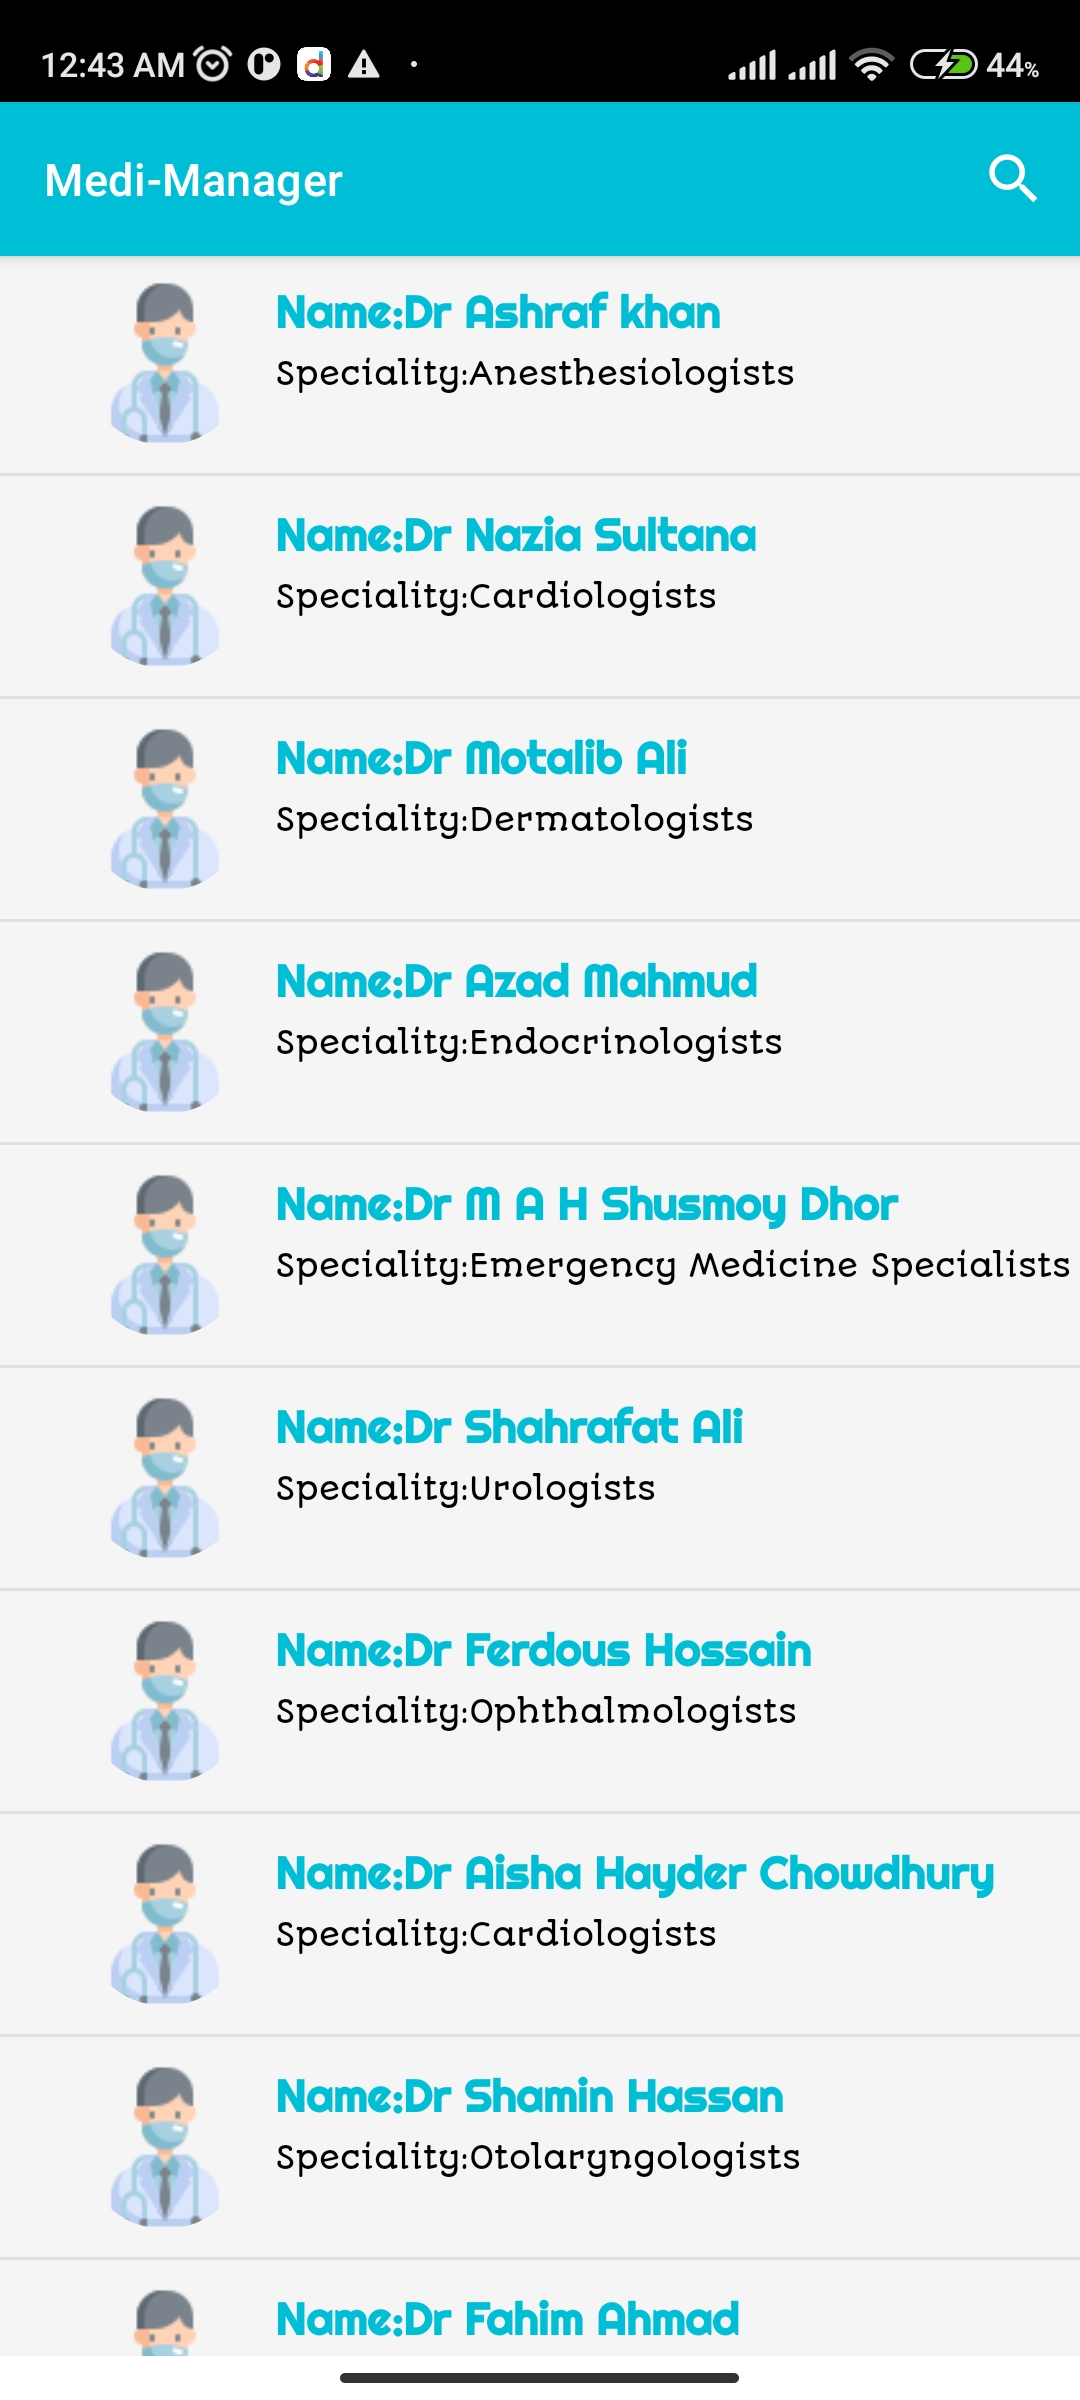 12:43 AM
44%
Medi-Manager
Name:Dr Ashraf khan
Speciality:Anesthesiologists
Name:Dr Nazia Sultana
Speciality:Cardiologists
Name:Dr Motalib Ali
Speciality:Dermatologists
Name:Dr Azad Mahmud
Speciality:Endocrinologists
Name:Dr M A H Shusmoy Dhor
Speciality:Emergency Medicine Specialists
Name:Dr Shahrafat Ali
Speciality:Urologists
Name:Dr Ferdous Hossain
Speciality:Ophthalmologists
Name:Dr Aisha Hayder Chowdhury
Speciality:Cardiologists
Name:Dr Shamin Hassan
Speciality:Otolaryngologists
Name:Dr Fahim Ahmad